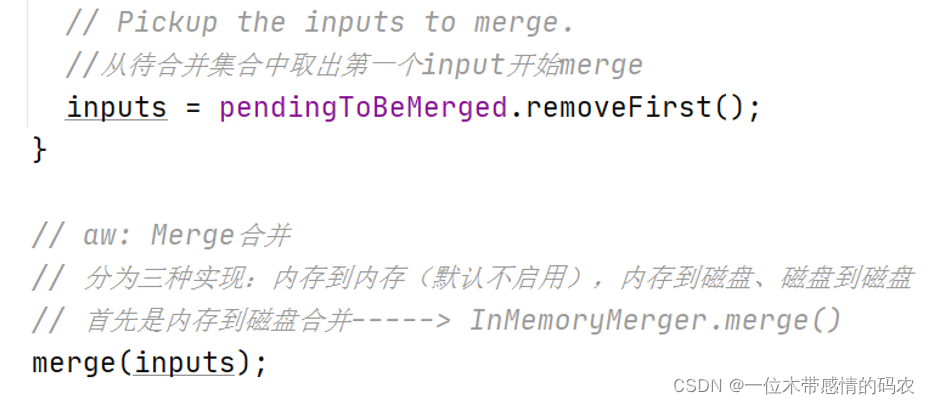 // Pickup the inputs to merge.
//从待合并集合中取出第一个input开始merge
inputs = pendingToBeMerged.removeFirst();
}
// aw: Merge合并
// 分为三种实现：内存到内存（默认不启用），内存到磁盘、磁盘到磁盘
// 首先是内存到磁盘合并-----> InMemoryMerger.merge()
merge(inputs);
CSDN @一位木带感情的码农